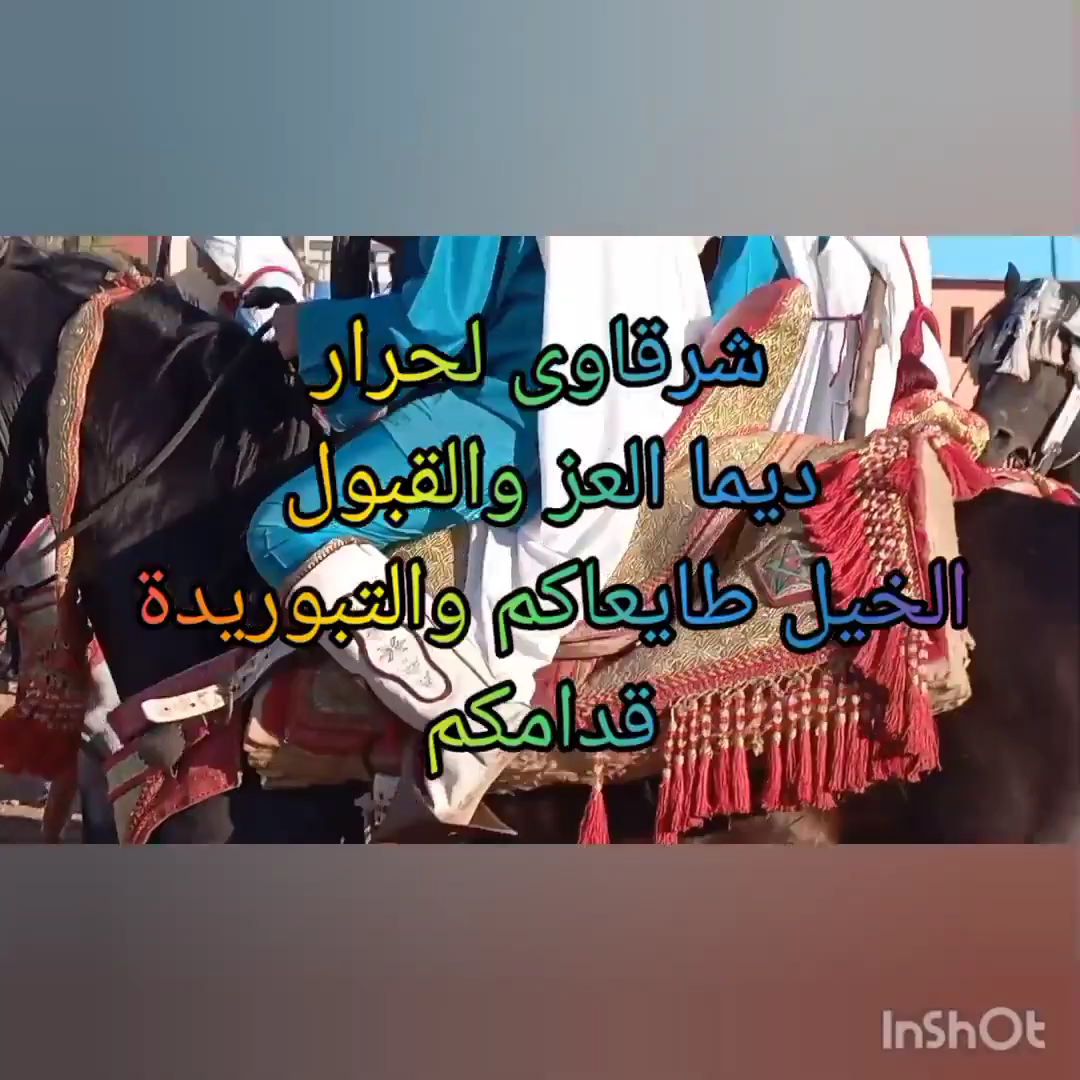 شرقاوى لحرار
ديما العز والقبول
الخيل طايعاكم والتبوريدة
قدامكم
InShOt